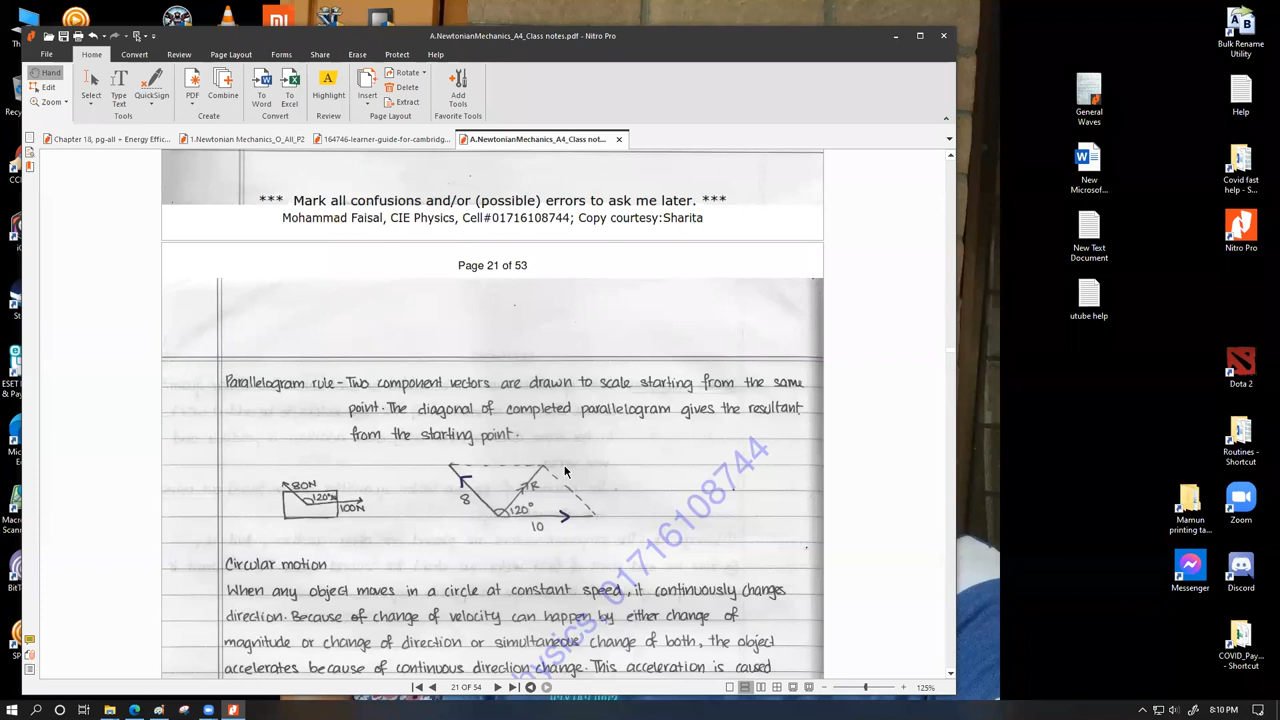 A.NewtonianMechanics_A4_Class notes.pdf - Nitro Pro
File Home Convert Review Page Layout Forms Share Erase Protect Help
Hand
Edit
Zoom
Select
Type Text
QuickSign
PDF
Combine
To Word
To Excel
Highlight
Insert
Rotate
Delete
Extract
Add Tools
Tools Create Convert Review Page Layout Favorite Tools
Chapter 18, pg-all + Energy Effic... 1.Newtonian Mechanics_O_All_P2 164746-learner-guide-for-cambridg... A.NewtonianMechanics_A4_Class not...
*** Mark all confusions and/or (possible) errors to ask me later. ***
Mohammad Faisal, CIE Physics, Cell#01716108744; Copy courtesy:Sharita
Page 21 of 53
Parallelogram rule - Two component vectors are drawn to scale starting from the same
point. The diagonal of completed parallelogram gives the resultant
from the starting point.
80N
120°
100N
8
R
120°
10
Circular motion
When any object moves in a circle at constant speed, it continuously changes
direction. Because of change of velocity can happen by either change of
magnitude or change of direction or simultaneous change of both, the object
accelerates because of continuous direction change. This acceleration is caused
hysics, 01716108744
21 OF 54
125%
Bulk Rename Utility
General Waves
Help
New Microsof...
Covid fast help - S...
New Text Document
Nitro Pro
utube help
Dota 2
Routines - Shortcut
Mamun printing ta...
Zoom
Messenger
Discord
COVID_Pay... - Shortcut
8:10 PM